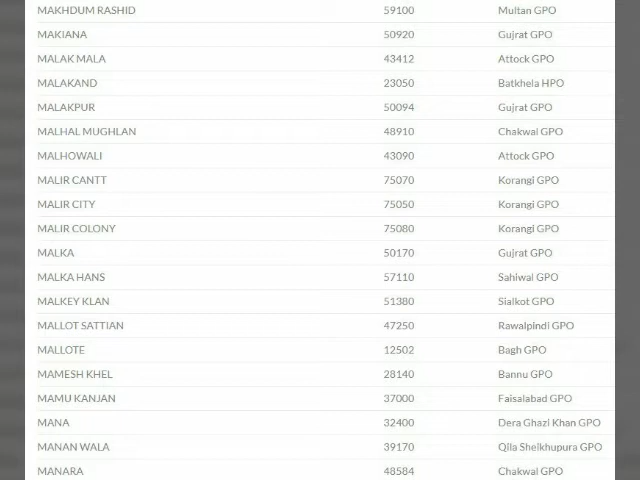 MAKHDUM RASHID 59100 Multan GPO
MAKIANA 50920 Gujrat GPO
MALAK MALA 43412 Attock GPO
MALAKAND 23050 Batkhela HPO
MALAKPUR 50094 Gujrat GPO
MALHAL MUGHLAN 48910 Chakwal GPO
MALHOWALI 43090 Attock GPO
MALIR CANTT 75070 Korangi GPO
MALIR CITY 75050 Korangi GPO
MALIR COLONY 75080 Korangi GPO
MALKA 50170 Gujrat GPO
MALKA HANS 57110 Sahiwal GPO
MALKEY KLAN 51380 Sialkot GPO
MALLOT SATTIAN 47250 Rawalpindi GPO
MALLOTE 12502 Bagh GPO
MAMESH KHEL 28140 Bannu GPO
MAMU KANJAN 37000 Faisalabad GPO
MANA 32400 Dera Ghazi Khan GPO
MANAN WALA 39170 Qila Sheikhupura GPO
MANARA 48584 Chakwal GPO